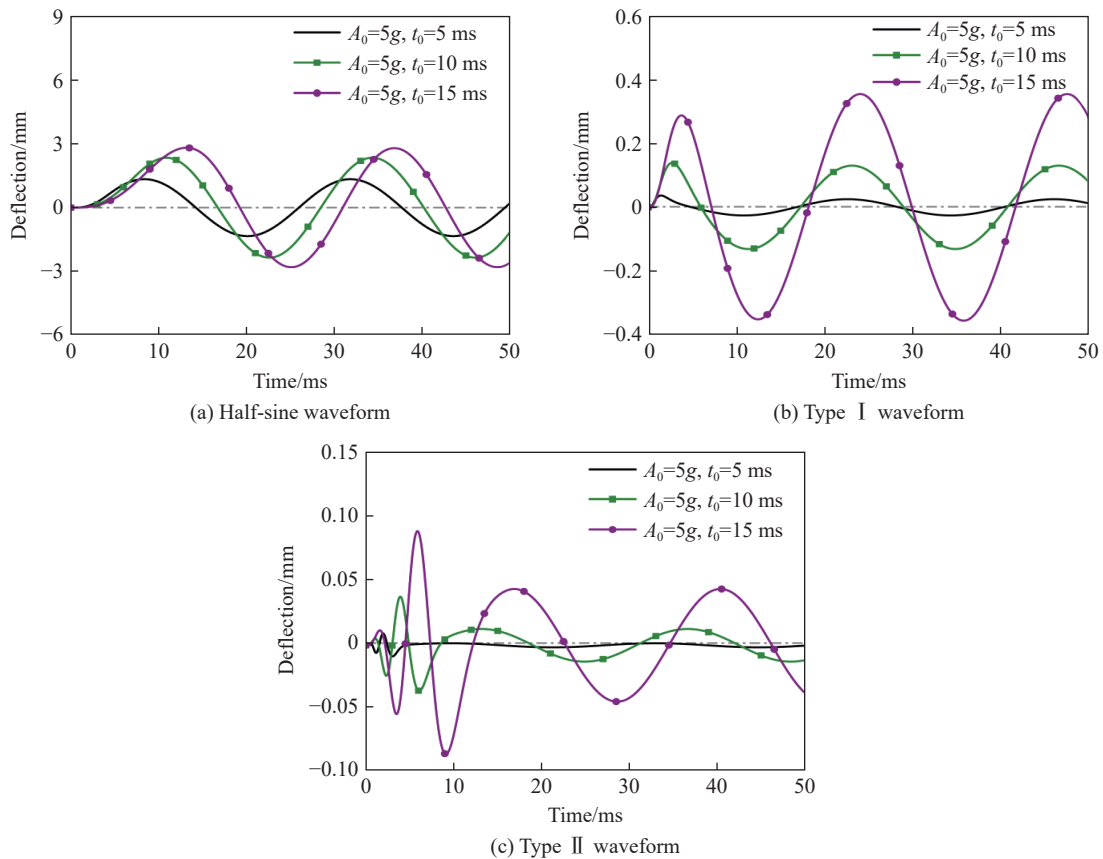 9
6
3
0
−3
−6
Deflection/mm
A₀=5g, t₀=5 ms
A₀=5g, t₀=10 ms
A₀=5g, t₀=15 ms
0 10 20 30 40 50
Time/ms
(a) Half-sine waveform
0.6
0.4
0.2
0
−0.2
−0.4
Deflection/mm
A₀=5g, t₀=5 ms
A₀=5g, t₀=10 ms
A₀=5g, t₀=15 ms
0 10 20 30 40 50
Time/ms
(b) Type Ⅰ waveform
0.15
0.10
0.05
0
−0.05
−0.10
Deflection/mm
A₀=5g, t₀=5 ms
A₀=5g, t₀=10 ms
A₀=5g, t₀=15 ms
0 10 20 30 40 50
Time/ms
(c) Type Ⅱ waveform